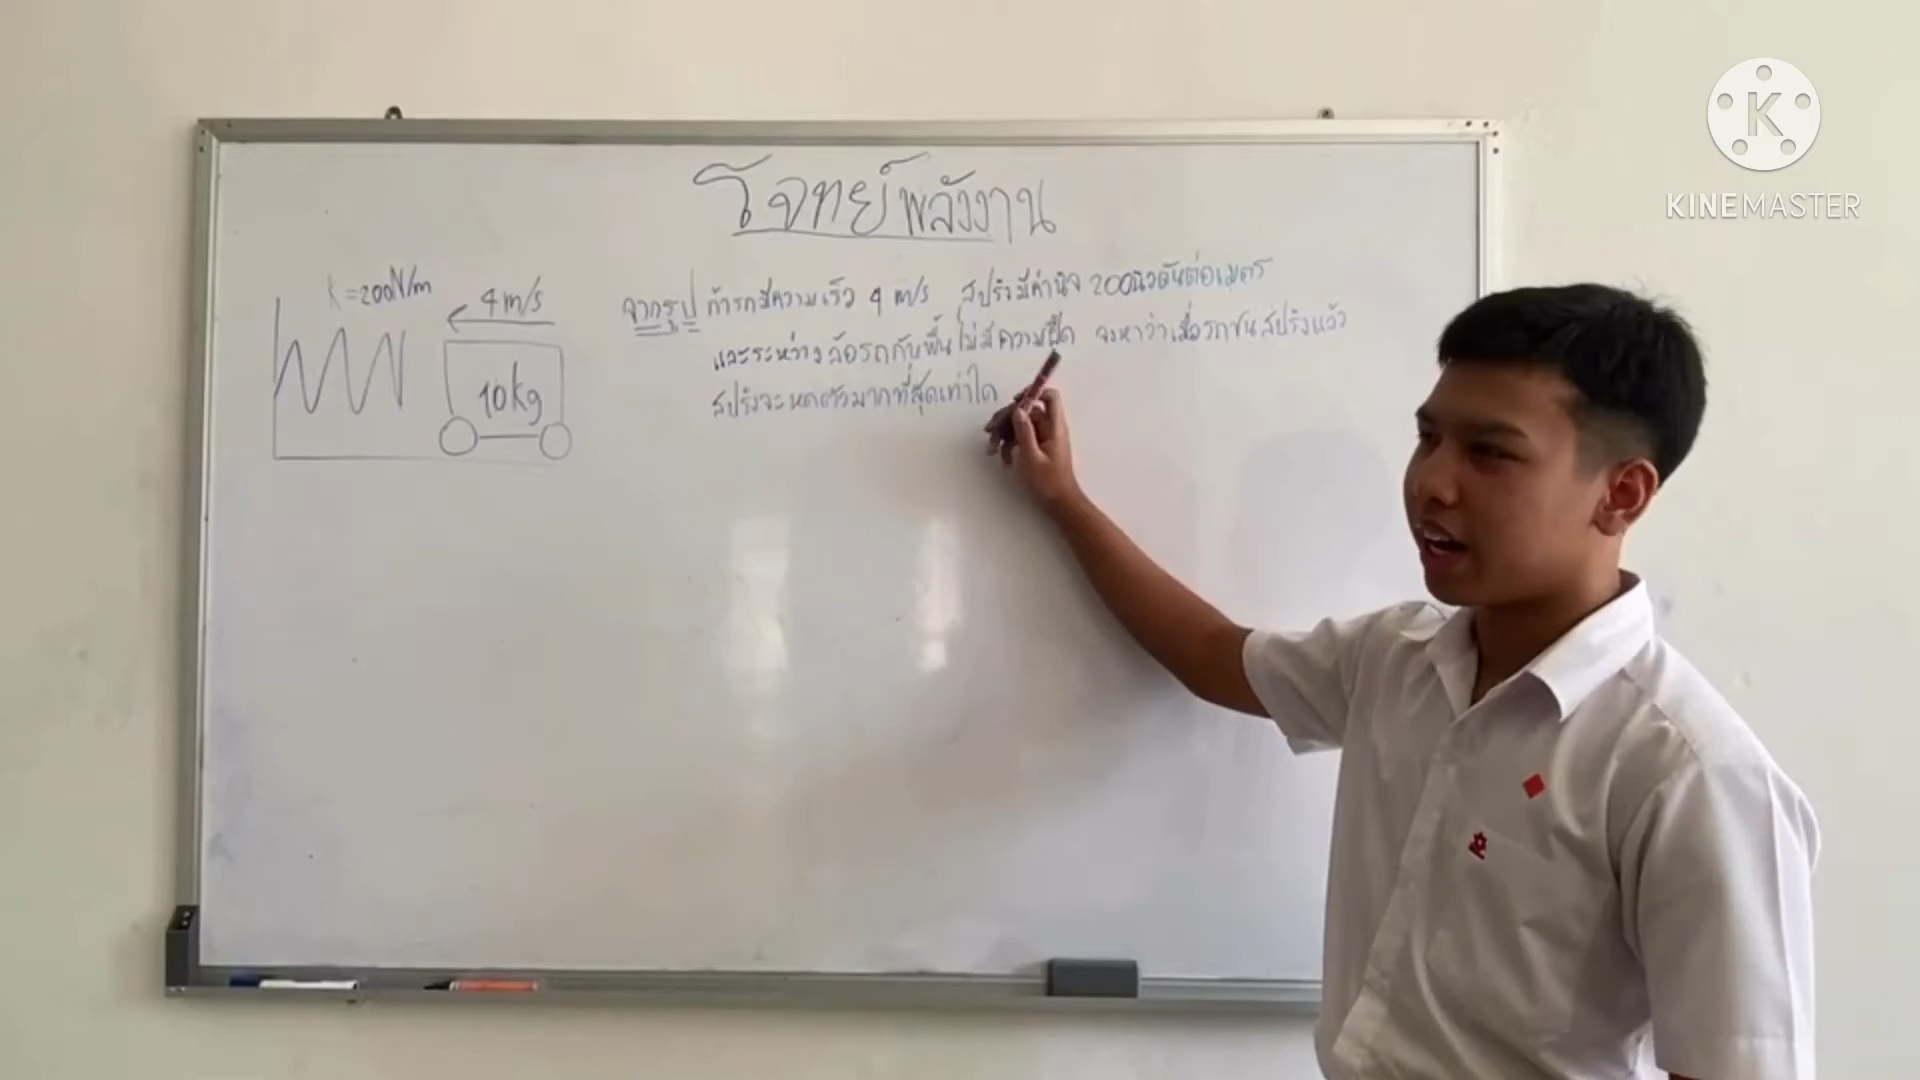 โจทย์พลังงาน
K=200N/m
4 m/s
10kg
จากรูป ถ้ารถมีความเร็ว 4 m/s สปริงมีค่านิจ 200นิวตันต่อเมตร
และระหว่างล้อรถกับพื้นไม่มีความฝืด จงหาว่าเมื่อรถชนสปริงแล้ว
สปริงจะหดตัวมากที่สุดเท่าใด
K
KINEMASTER